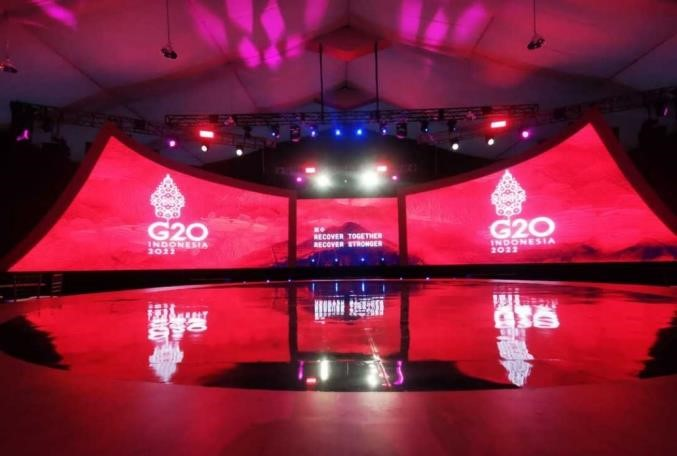 G20
INDONESIA
2022
RECOVER TOGETHER
RECOVER STRONGER
G20
INDONESIA
2022